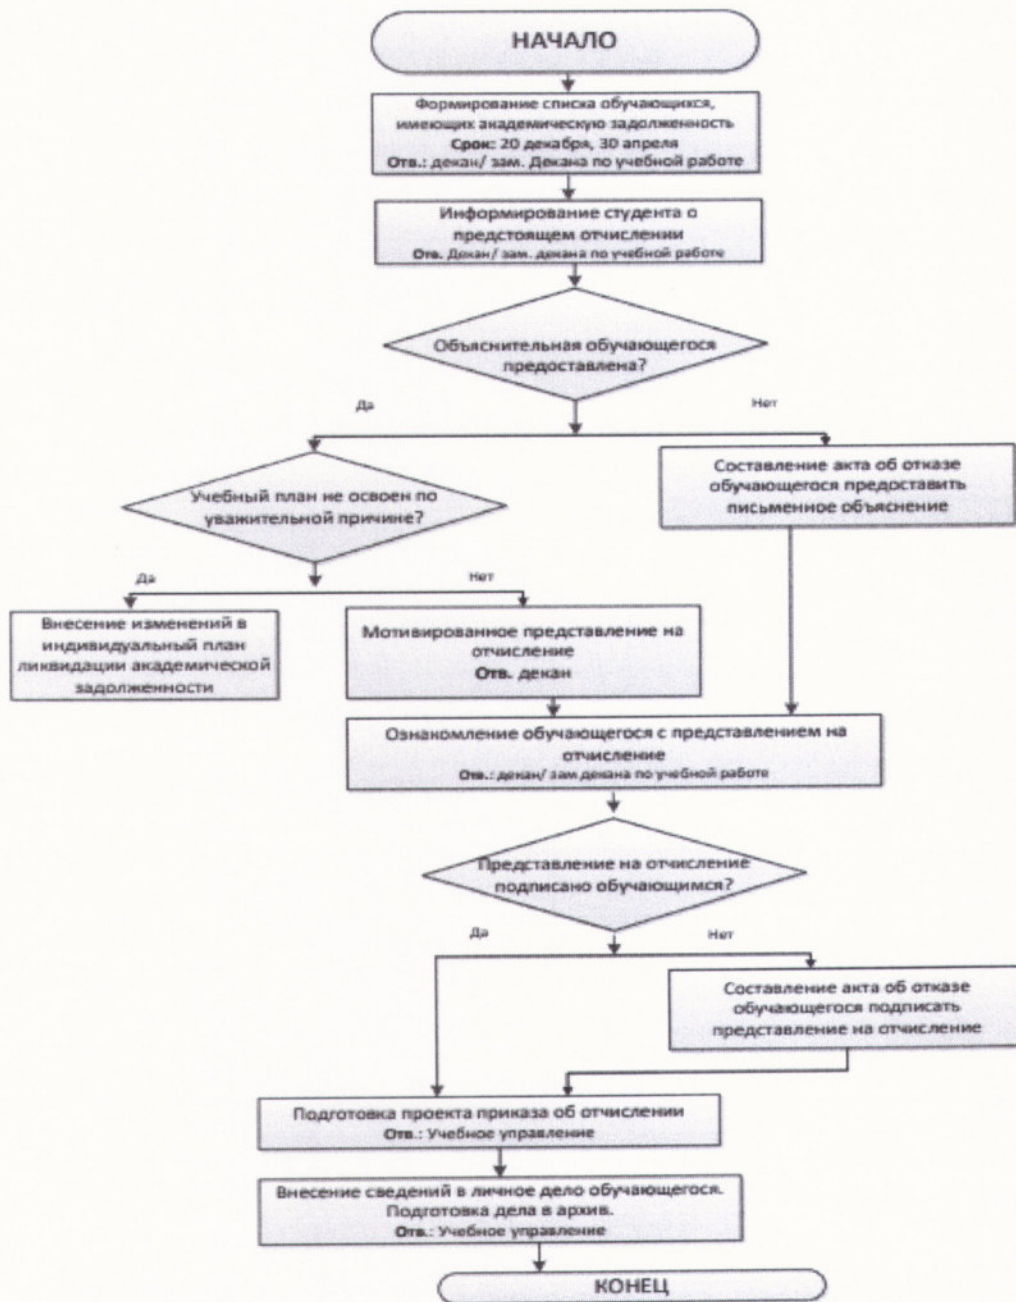 НАЧАЛО
Формирование списка обучающихся,
имеющих академическую задолженность
Срок: 20 декабря, 30 апреля
Отв.: декан/ зам. Декана по учебной работе
Информирование студента о
предстоящем отчислении
Отв. Декан/ зам. декана по учебной работе
Объяснительная обучающегося
предоставлена?
Да
Нет
Учебный план не освоен по
уважительной причине?
Составление акта об отказе
обучающегося предоставить
письменное объяснение
Да
Нет
Внесение изменений в
индивидуальный план
ликвидации академической
задолженности
Мотивированное представление на
отчисление
Отв. декан
Ознакомление обучающегося с представлением на
отчисление
Отв.: декан/ зам декана по учебной работе
Представление на отчисление
подписано обучающимся?
Да
Нет
Составление акта об отказе
обучающегося подписать
представление на отчисление
Подготовка проекта приказа об отчислении
Отв.: Учебное управление
Внесение сведений в личное дело обучающегося.
Подготовка дела в архив.
Отв.: Учебное управление
КОНЕЦ